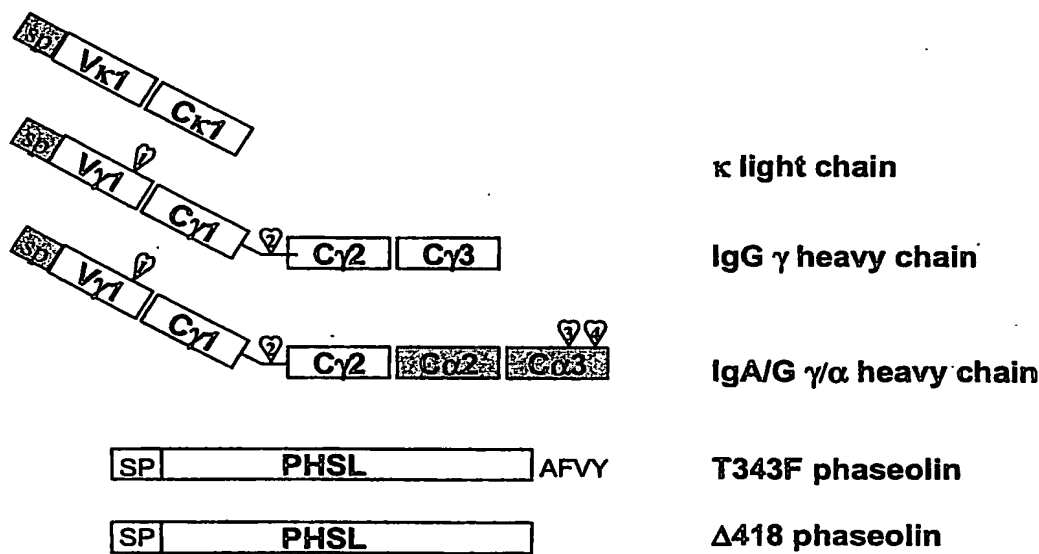 sp Vκ1 Cκ1
κ light chain
sp Vγ1 1 Cγ1 2 Cγ2 Cγ3
IgG γ heavy chain
sp Vγ1 1 Cγ1 2 Cγ2 Cα2 Cα3 3 4
IgA/G γ/α heavy chain
SP PHSL AFVY
T343F phaseolin
SP PHSL
Δ418 phaseolin